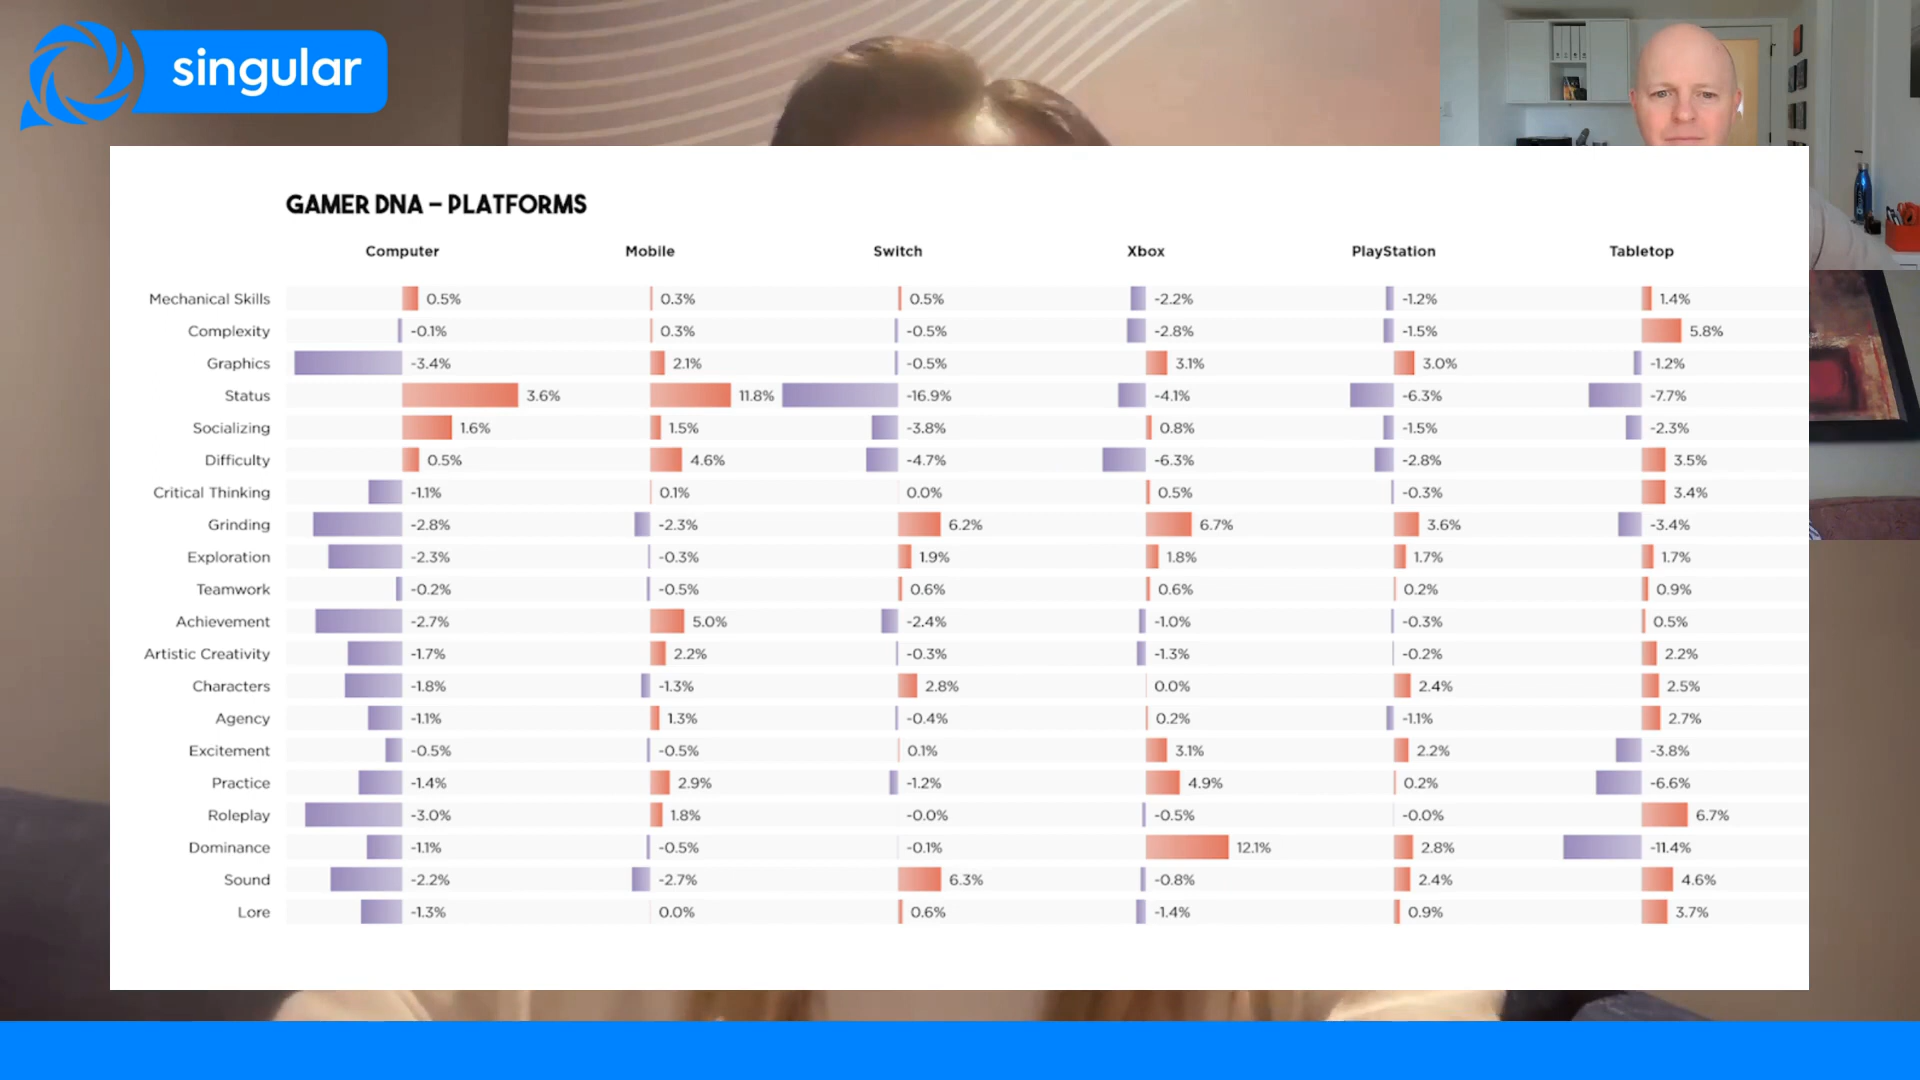 singular
GAMER DNA – PLATFORMS
Computer Mobile Switch Xbox PlayStation Tabletop
Mechanical Skills 0.5% 0.3% 0.5% -2.2% -1.2% 1.4%
Complexity -0.1% 0.3% -0.5% -2.8% -1.5% 5.8%
Graphics -3.4% 2.1% -0.5% 3.1% 3.0% -1.2%
Status 3.6% 11.8% -16.9% -4.1% -6.3% -7.7%
Socializing 1.6% 1.5% -3.8% 0.8% -1.5% -2.3%
Difficulty 0.5% 4.6% -4.7% -6.3% -2.8% 3.5%
Critical Thinking -1.1% 0.1% 0.0% 0.5% -0.3% 3.4%
Grinding -2.8% -2.3% 6.2% 6.7% 3.6% -3.4%
Exploration -2.3% -0.3% 1.9% 1.8% 1.7% 1.7%
Teamwork -0.2% -0.5% 0.6% 0.6% 0.2% 0.9%
Achievement -2.7% 5.0% -2.4% -1.0% -0.3% 0.5%
Artistic Creativity -1.7% 2.2% -0.3% -1.3% -0.2% 2.2%
Characters -1.8% -1.3% 2.8% 0.0% 2.4% 2.5%
Agency -1.1% 1.3% -0.4% 0.2% -1.1% 2.7%
Excitement -0.5% -0.5% 0.1% 3.1% 2.2% -3.8%
Practice -1.4% 2.9% -1.2% 4.9% 0.2% -6.6%
Roleplay -3.0% 1.8% -0.0% -0.5% -0.0% 6.7%
Dominance -1.1% -0.5% -0.1% 12.1% 2.8% -11.4%
Sound -2.2% -2.7% 6.3% -0.8% 2.4% 4.6%
Lore -1.3% 0.0% 0.6% -1.4% 0.9% 3.7%